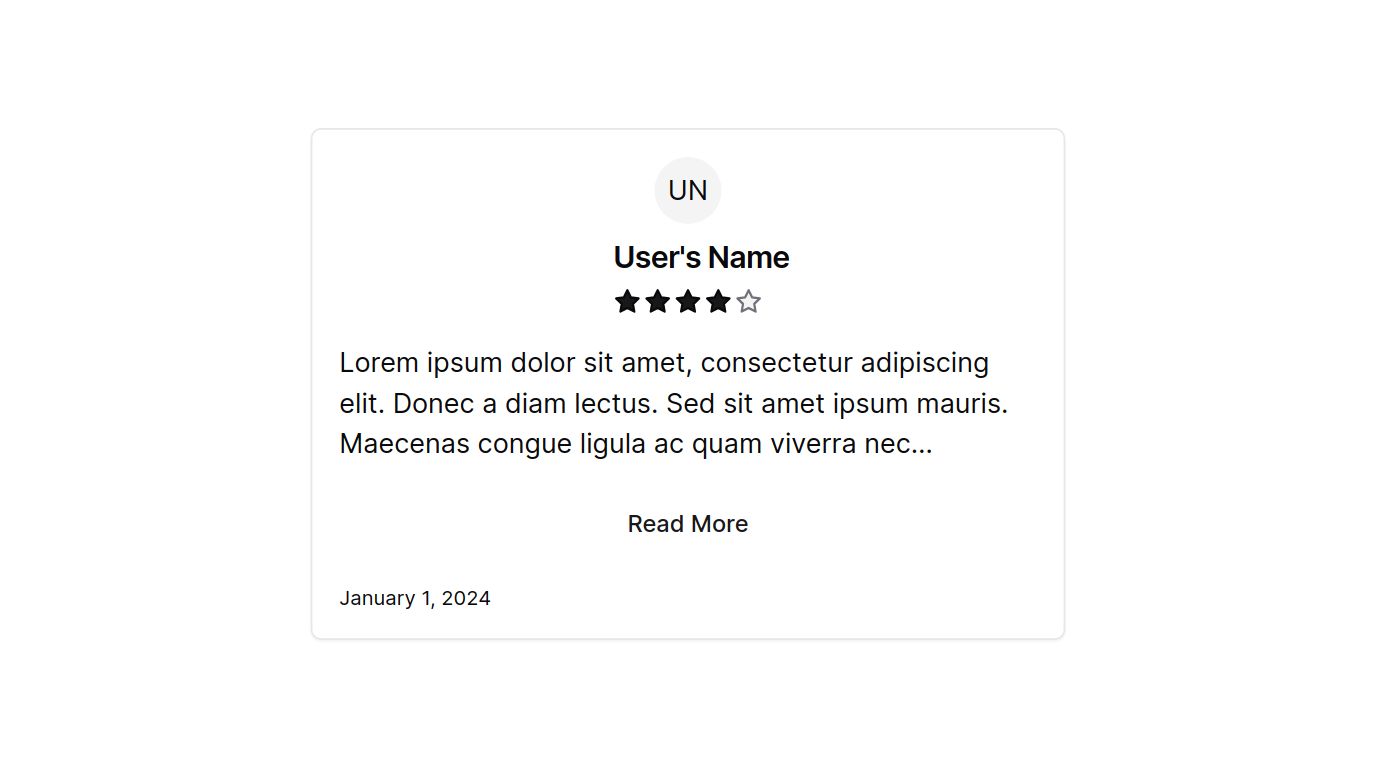 UN
User's Name
Lorem ipsum dolor sit amet, consectetur adipiscing
elit. Donec a diam lectus. Sed sit amet ipsum mauris.
Maecenas congue ligula ac quam viverra nec...
Read More
January 1, 2024